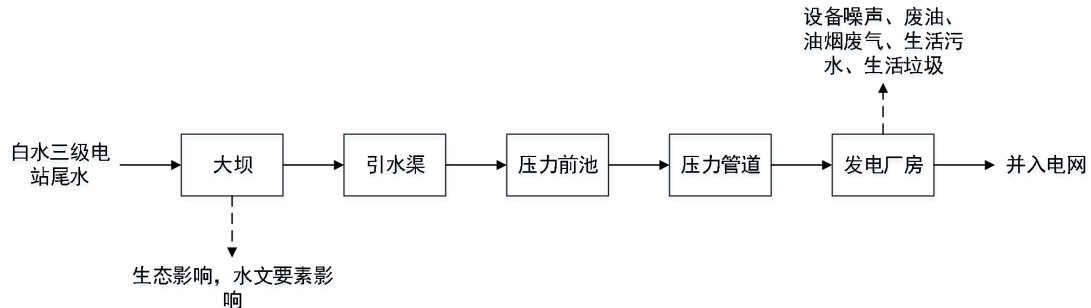 设备噪声、废油、
油烟废气、生活污
水、生活垃圾
白水三级电
站尾水
大坝
引水渠
压力前池
压力管道
发电厂房
并入电网
生态影响，水文要素影
响